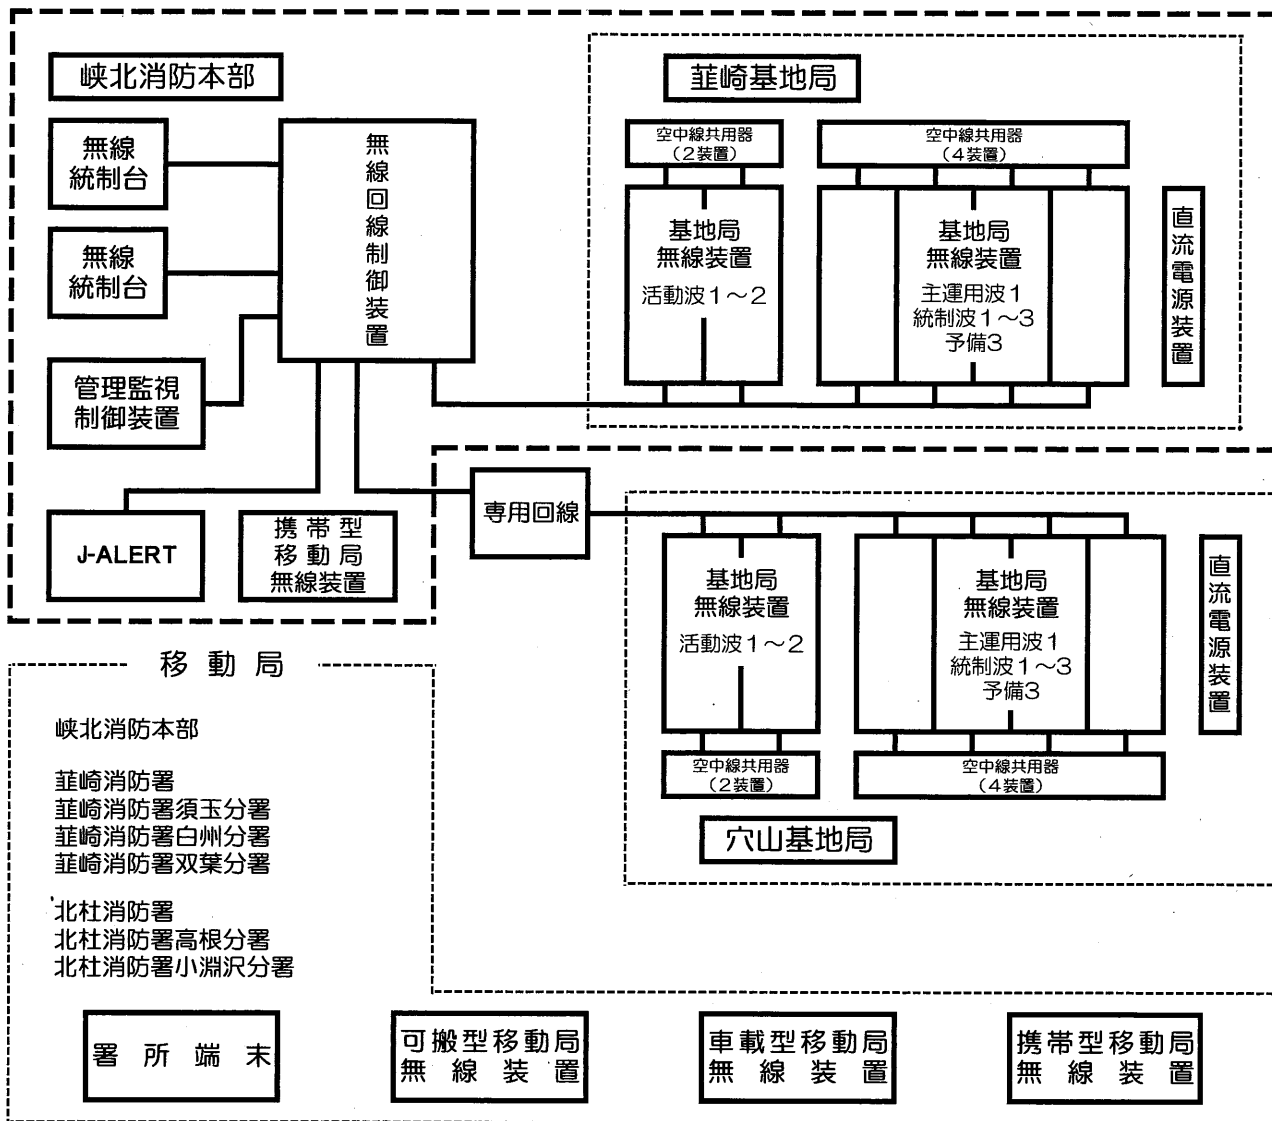 峡北消防本部
無線
統制台
無線
統制台
管理監視
制御装置
無線回線制御装置
J-ALERT
携帯型
移動局
無線装置
専用回線
韮崎基地局
空中線共用器
(2装置)
空中線共用器
(4装置)
基地局
無線装置
活動波1～2
基地局
無線装置
主運用波1
統制波1～3
予備3
直流電源装置
基地局
無線装置
活動波1～2
基地局
無線装置
主運用波1
統制波1～3
予備3
直流電源装置
空中線共用器
(2装置)
空中線共用器
(4装置)
穴山基地局
移動局
峡北消防本部
韮崎消防署
韮崎消防署須玉分署
韮崎消防署白州分署
韮崎消防署双葉分署
北杜消防署
北杜消防署高根分署
北杜消防署小淵沢分署
署所端末
可搬型移動局
無線装置
車載型移動局
無線装置
携帯型移動局
無線装置